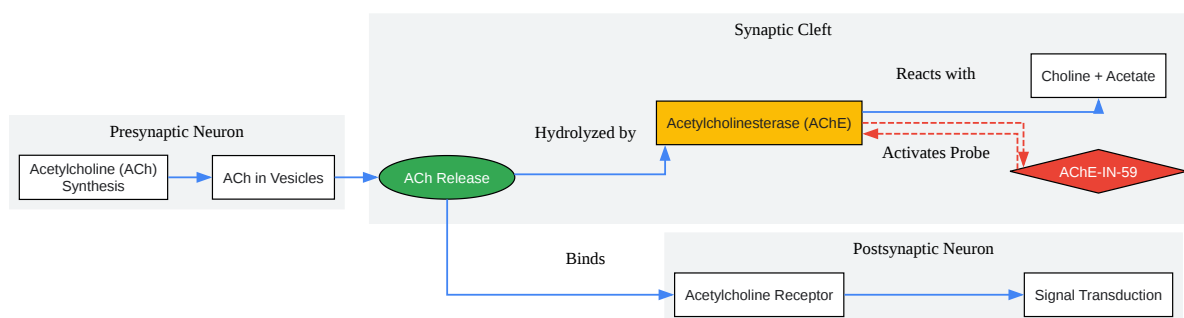 Synaptic Cleft
Reacts with
Choline + Acetate
Presynaptic Neuron
Hydrolyzed by
Acetylcholinesterase (AChE)
Activates Probe
Acetylcholine (ACh)
Synthesis
ACh in Vesicles
ACh Release
AChE-IN-59
Binds
Postsynaptic Neuron
Acetylcholine Receptor
Signal Transduction